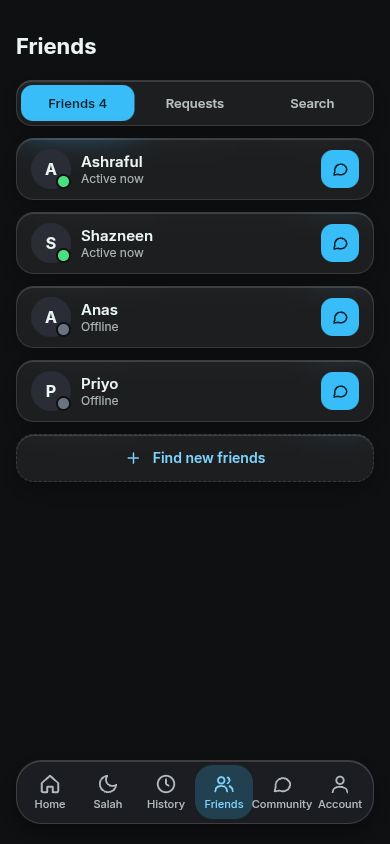 Friends
Friends 4
Requests
Search
A
Ashraful
Active now
S
Shazneen
Active now
A
Anas
Offline
P
Priyo
Offline
Find new friends
Home
Salah
History
Friends
Community
Account